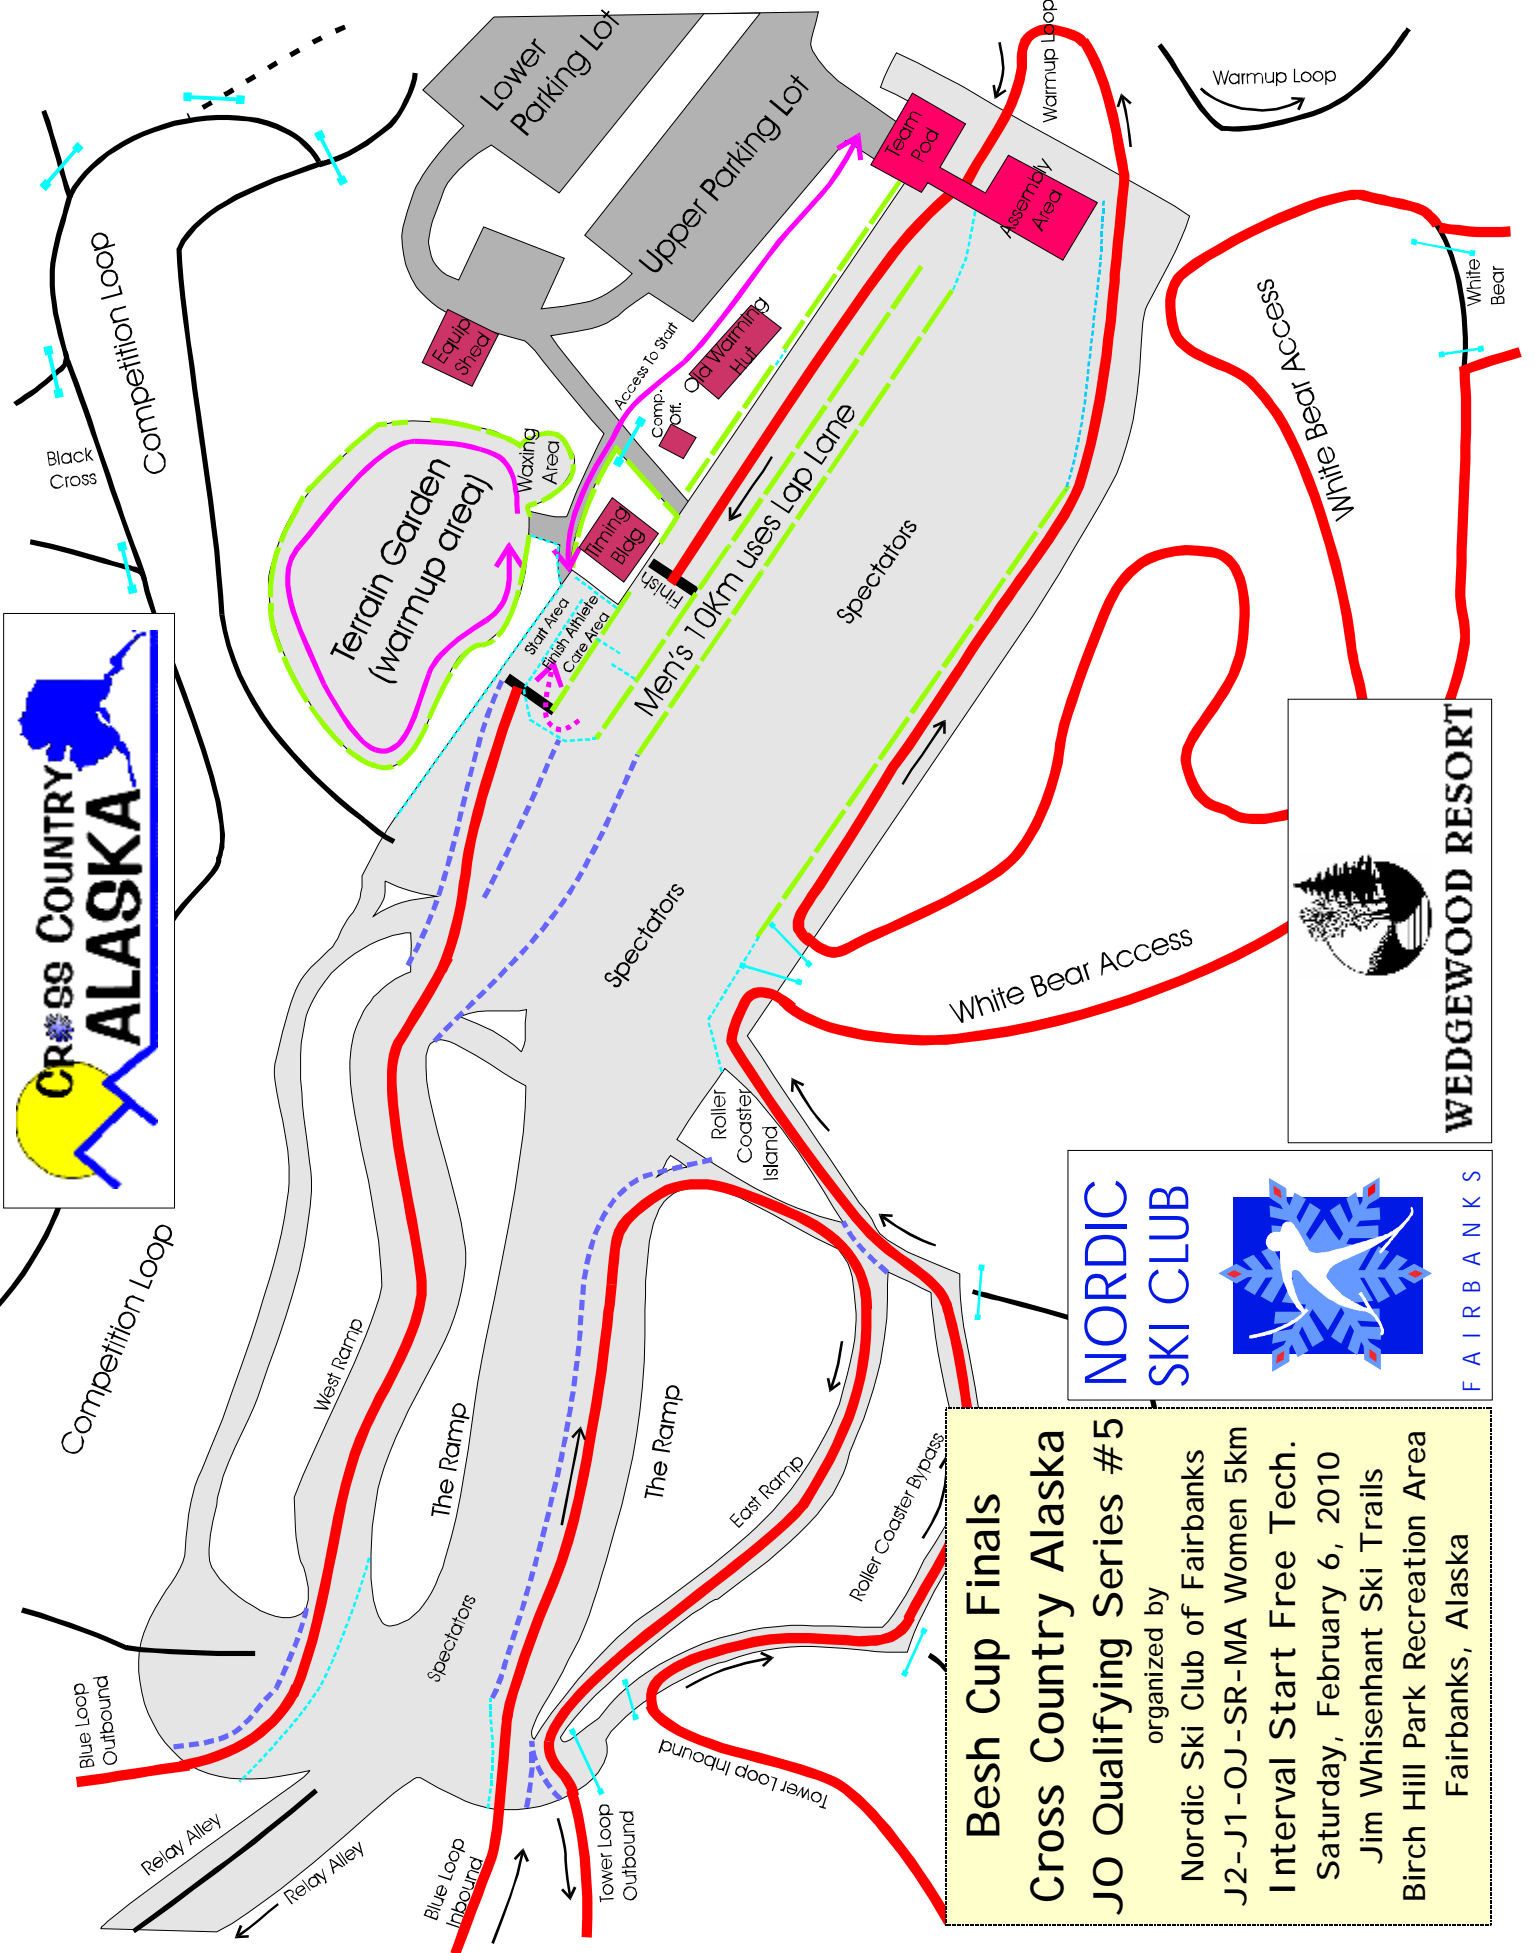 Besh Cup Finals
Cross Country Alaska
JO Qualifying Series #5
organized by
Nordic Ski Club of Fairbanks
J2-J1-OJ-SR-MA Women 5km
Interval Start Free Tech.
Saturday, February 6, 2010
Jim Whisenhant Ski Trails
Birch Hill Park Recreation Area
Fairbanks, Alaska
NORDIC
SKI CLUB
FAIRBANKS
WEDGEWOOD RESORT
CROSS COUNTRY
ALASKA
Lower
Parking Lot
Upper Parking Lot
Team
Pod
Assembly
Area
Warmup Loop
Warmup Loop
White
Bear
White Bear Access
White Bear Access
Competition Loop
Black
Cross
Equip
Shed
Access To Start
Old Warming
Hut
Comp.
Off.
Waxing
Area
Timing
Bldg
Terrain Garden
(warmup area)
Start Area
Finish Athlete
Care Area
Finish
Men's 10Km uses Lap Lane
Spectators
Spectators
Roller
Coaster
Island
Competition Loop
West Ramp
The Ramp
The Ramp
East Ramp
Roller Coaster Bypass
Spectators
Blue Loop
Outbound
Relay Alley
Relay Alley
Blue Loop
Inbound
Tower Loop
Outbound
Tower Loop Inbound